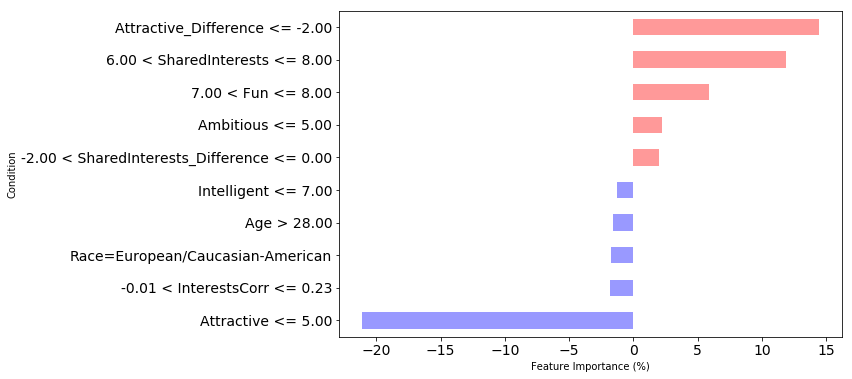 Attractive_Difference <= -2.00
6.00 < SharedInterests <= 8.00
7.00 < Fun <= 8.00
Ambitious <= 5.00
-2.00 < SharedInterests_Difference <= 0.00
Intelligent <= 7.00
Age > 28.00
Race=European/Caucasian-American
-0.01 < InterestsCorr <= 0.23
Attractive <= 5.00
Condition
−20 −15 −10 −5 0 5 10 15
Feature Importance (%)